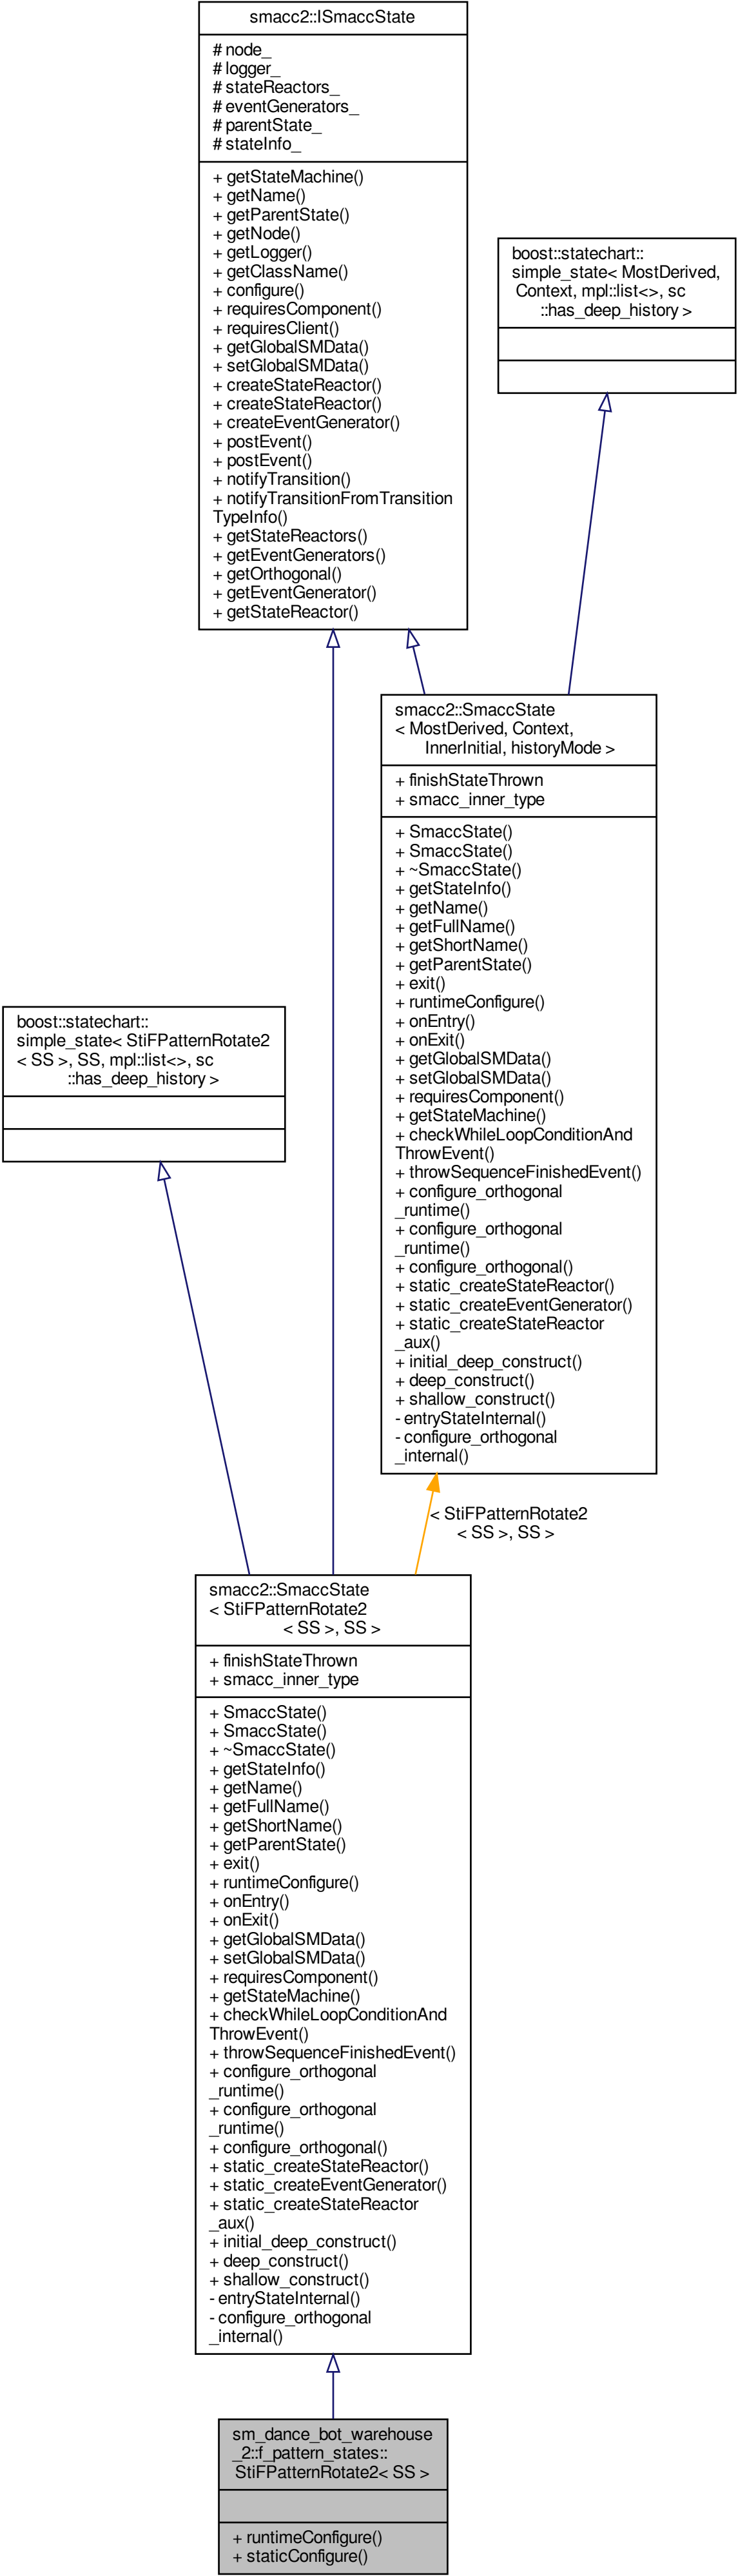 smacc2::ISmaccState
# node_
# logger_
# stateReactors_
# eventGenerators_
# parentState_
# stateInfo_
+ getStateMachine()
+ getName()
+ getParentState()
+ getNode()
+ getLogger()
+ getClassName()
+ configure()
+ requiresComponent()
+ requiresClient()
+ getGlobalSMData()
+ setGlobalSMData()
+ createStateReactor()
+ createStateReactor()
+ createEventGenerator()
+ postEvent()
+ postEvent()
+ notifyTransition()
+ notifyTransitionFromTransition
TypeInfo()
+ getStateReactors()
+ getEventGenerators()
+ getOrthogonal()
+ getEventGenerator()
+ getStateReactor()
boost::statechart::
simple_state< MostDerived,
Context, mpl::list<>, sc
::has_deep_history >
smacc2::SmaccState
< MostDerived, Context,
InnerInitial, historyMode >
+ finishStateThrown
+ smacc_inner_type
+ SmaccState()
+ SmaccState()
+ ~SmaccState()
+ getStateInfo()
+ getName()
+ getFullName()
+ getShortName()
+ getParentState()
+ exit()
+ runtimeConfigure()
+ onEntry()
+ onExit()
+ getGlobalSMData()
+ setGlobalSMData()
+ requiresComponent()
+ getStateMachine()
+ checkWhileLoopConditionAnd
ThrowEvent()
+ throwSequenceFinishedEvent()
+ configure_orthogonal
_runtime()
+ configure_orthogonal
_runtime()
+ configure_orthogonal()
+ static_createStateReactor()
+ static_createEventGenerator()
+ static_createStateReactor
_aux()
+ initial_deep_construct()
+ deep_construct()
+ shallow_construct()
- entryStateInternal()
- configure_orthogonal
_internal()
boost::statechart::
simple_state< StiFPatternRotate2
< SS >, SS, mpl::list<>, sc
::has_deep_history >
< StiFPatternRotate2
< SS >, SS >
smacc2::SmaccState
< StiFPatternRotate2
< SS >, SS >
+ finishStateThrown
+ smacc_inner_type
+ SmaccState()
+ SmaccState()
+ ~SmaccState()
+ getStateInfo()
+ getName()
+ getFullName()
+ getShortName()
+ getParentState()
+ exit()
+ runtimeConfigure()
+ onEntry()
+ onExit()
+ getGlobalSMData()
+ setGlobalSMData()
+ requiresComponent()
+ getStateMachine()
+ checkWhileLoopConditionAnd
ThrowEvent()
+ throwSequenceFinishedEvent()
+ configure_orthogonal
_runtime()
+ configure_orthogonal
_runtime()
+ configure_orthogonal()
+ static_createStateReactor()
+ static_createEventGenerator()
+ static_createStateReactor
_aux()
+ initial_deep_construct()
+ deep_construct()
+ shallow_construct()
- entryStateInternal()
- configure_orthogonal
_internal()
sm_dance_bot_warehouse
_2::f_pattern_states::
StiFPatternRotate2< SS >
+ runtimeConfigure()
+ staticConfigure()